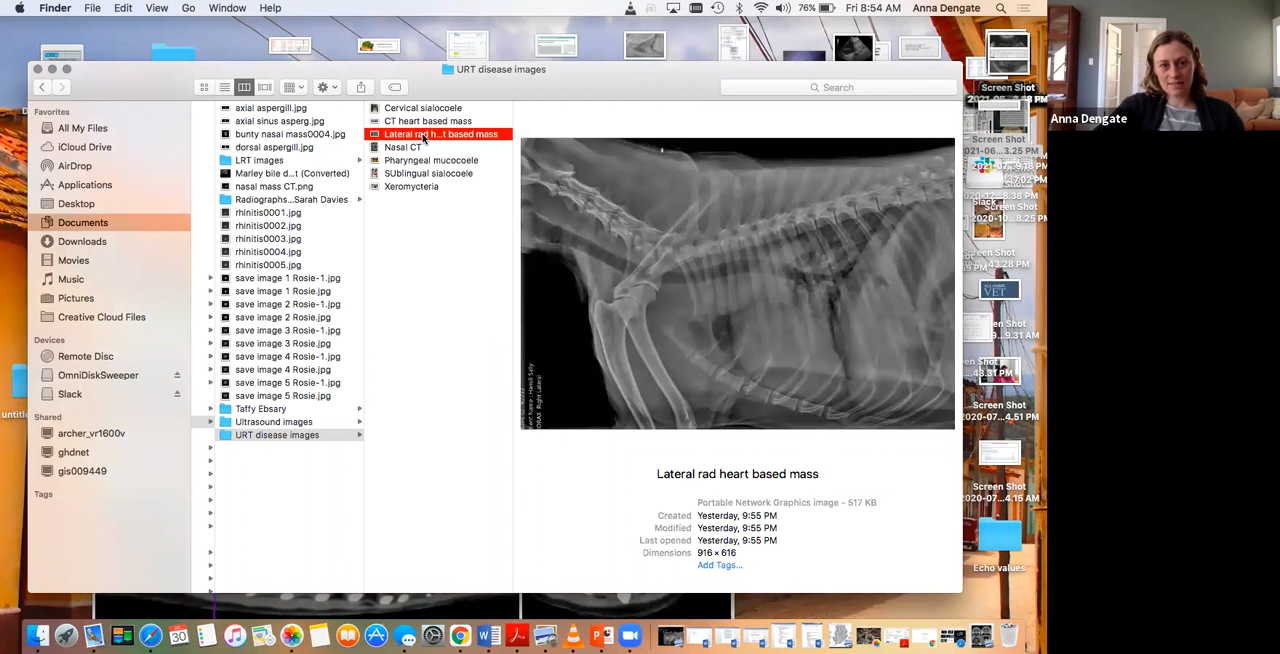 Finder File Edit View Go Window Help
76% Fri 8:54 AM Anna Dengate
URT disease images
Search
Favorites
All My Files
iCloud Drive
AirDrop
Applications
Desktop
Documents
Downloads
Movies
Music
Pictures
Creative Cloud Files
Devices
Remote Disc
OmniDiskSweeper
Slack
Shared
archer_vr1600v
ghdnet
gis009449
Tags
axial aspergill.jpg
axial sinus asperg.jpg
bunty nasal mass0004.jpg
dorsal aspergill.jpg
LRT images
Marley bile d... (Converted)
nasal mass CT.png
Radiographs...Sarah Davies
rhinitis0001.jpg
rhinitis0002.jpg
rhinitis0003.jpg
rhinitis0004.jpg
rhinitis0005.jpg
save image 1 Rosie-1.jpg
save image 1 Rosie.jpg
save image 2 Rosie-1.jpg
save image 2 Rosie.jpg
save image 3 Rosie-1.jpg
save image 3 Rosie.jpg
save image 4 Rosie-1.jpg
save image 4 Rosie.jpg
save image 5 Rosie-1.jpg
save image 5 Rosie.jpg
Taffy Ebsary
Ultrasound images
URT disease images
Cervical sialocoele
CT heart based mass
Lateral rad h...t based mass
Nasal CT
Pharyngeal mucocele
SUblingual sialocoele
Xeromycteria
Lateral rad heart based mass
Portable Network Graphics image - 517 KB
Created Yesterday, 9:55 PM
Modified Yesterday, 9:55 PM
Last opened Yesterday, 9:55 PM
Dimensions 916 × 616
Add Tags...
Screen Shot
Screen Shot
Slack
Screen Shot
VET
Screen Shot
Screen Shot
Screen Shot
Echo values
Anna Dengate
30